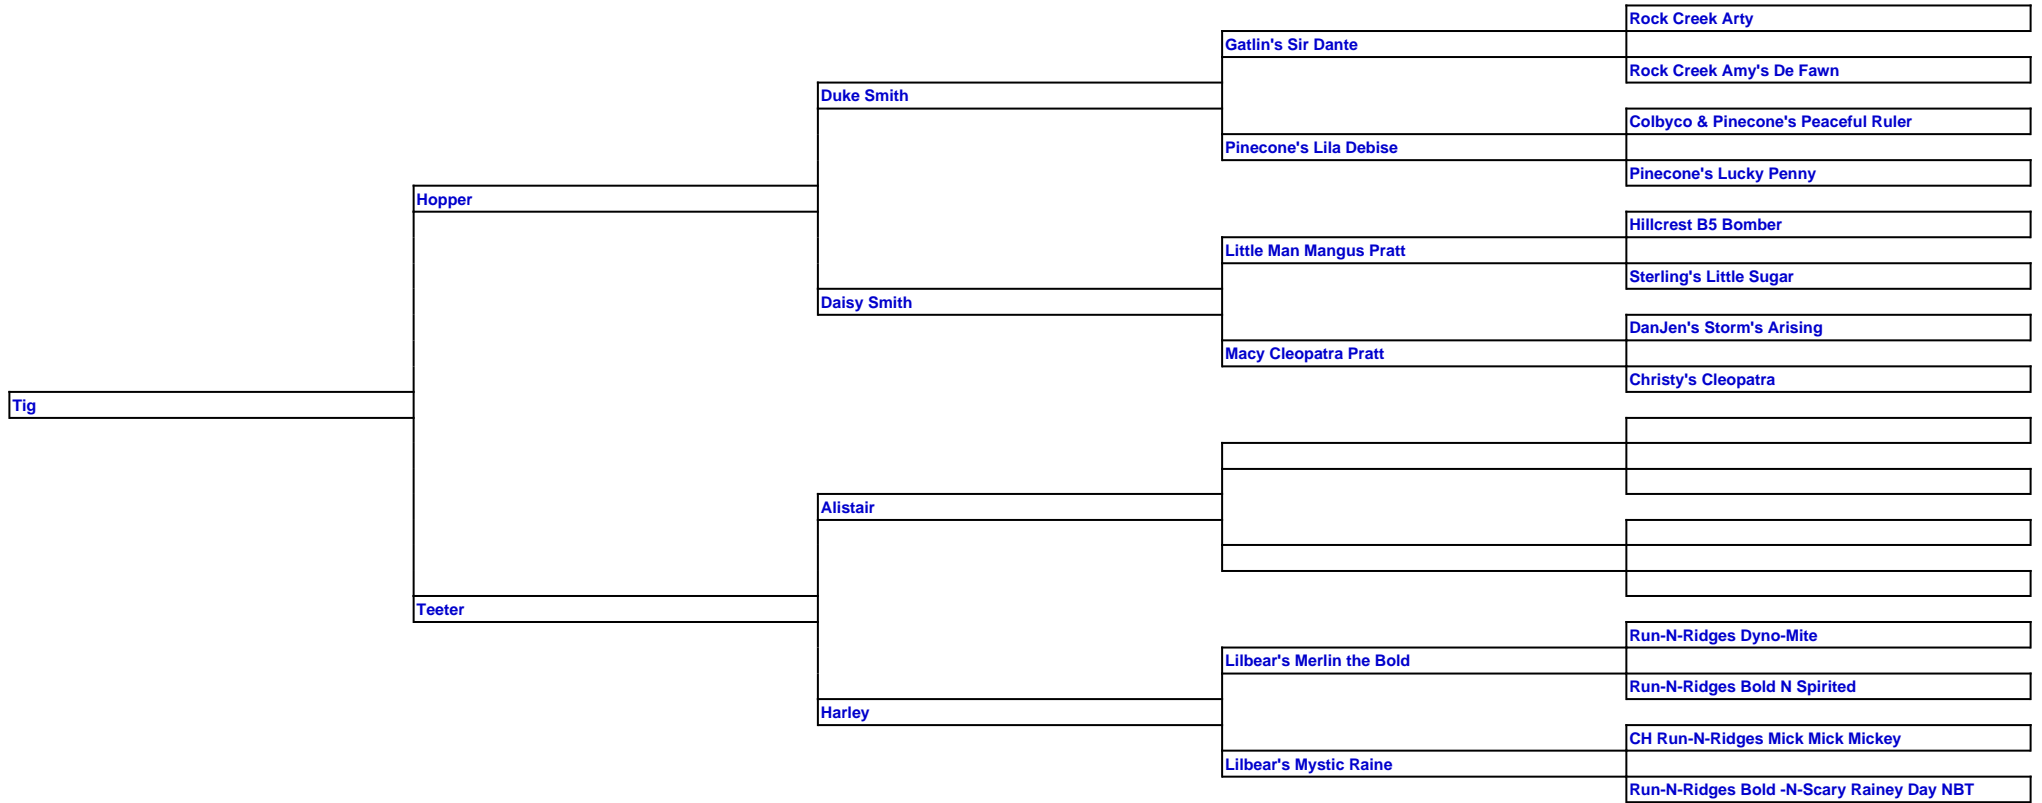 Rock Creek Arty
Gatlin's Sir Dante
Rock Creek Amy's De Fawn
Duke Smith
Colbyco & Pinecone's Peaceful Ruler
Pinecone's Lila Debise
Pinecone's Lucky Penny
Hopper
Hillcrest B5 Bomber
Little Man Mangus Pratt
Sterling's Little Sugar
Daisy Smith
DanJen's Storm's Arising
Macy Cleopatra Pratt
Christy's Cleopatra
Tig
Alistair
Teeter
Run-N-Ridges Dyno-Mite
Lilbear's Merlin the Bold
Run-N-Ridges Bold N Spirited
Harley
CH Run-N-Ridges Mick Mick Mickey
Lilbear's Mystic Raine
Run-N-Ridges Bold -N-Scary Rainey Day NBT